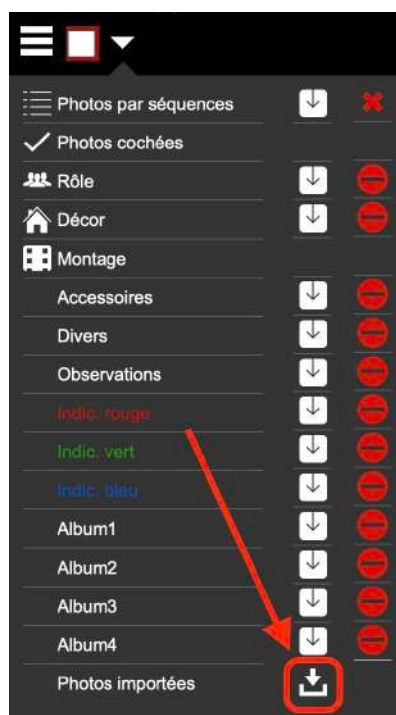 Photos par séquences
Photos cochées
Rôle
Décor
Montage
Accessoires
Divers
Observations
Indic. rouge
Indic. vert
Indic. bleu
Album1
Album2
Album3
Album4
Photos importées